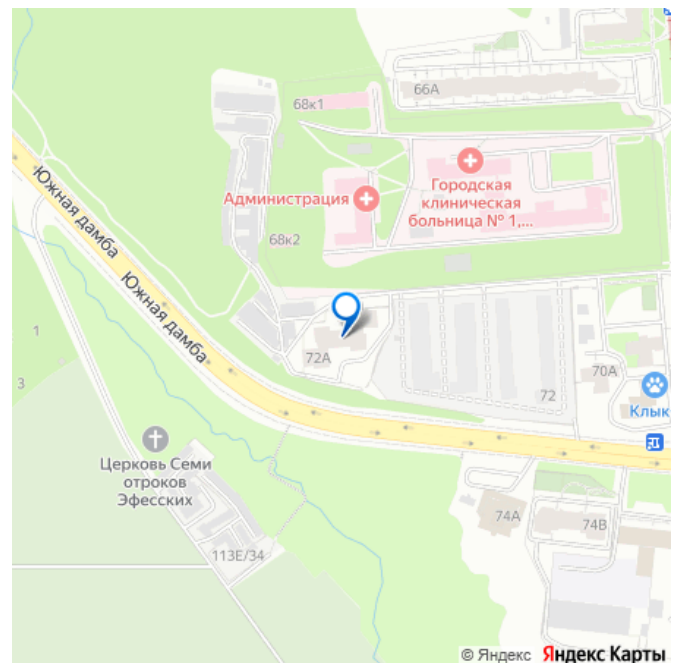 66А
68к1
Городская
клиническая
больница № 1,...
Администрация
Южная дамба
68к2
Южная дамба
1
72А
3
70А
72
Клык
Церковь Семи
отроков
Эфесских
74А
74В
113Е/34
© Яндекс Яндекс Карты